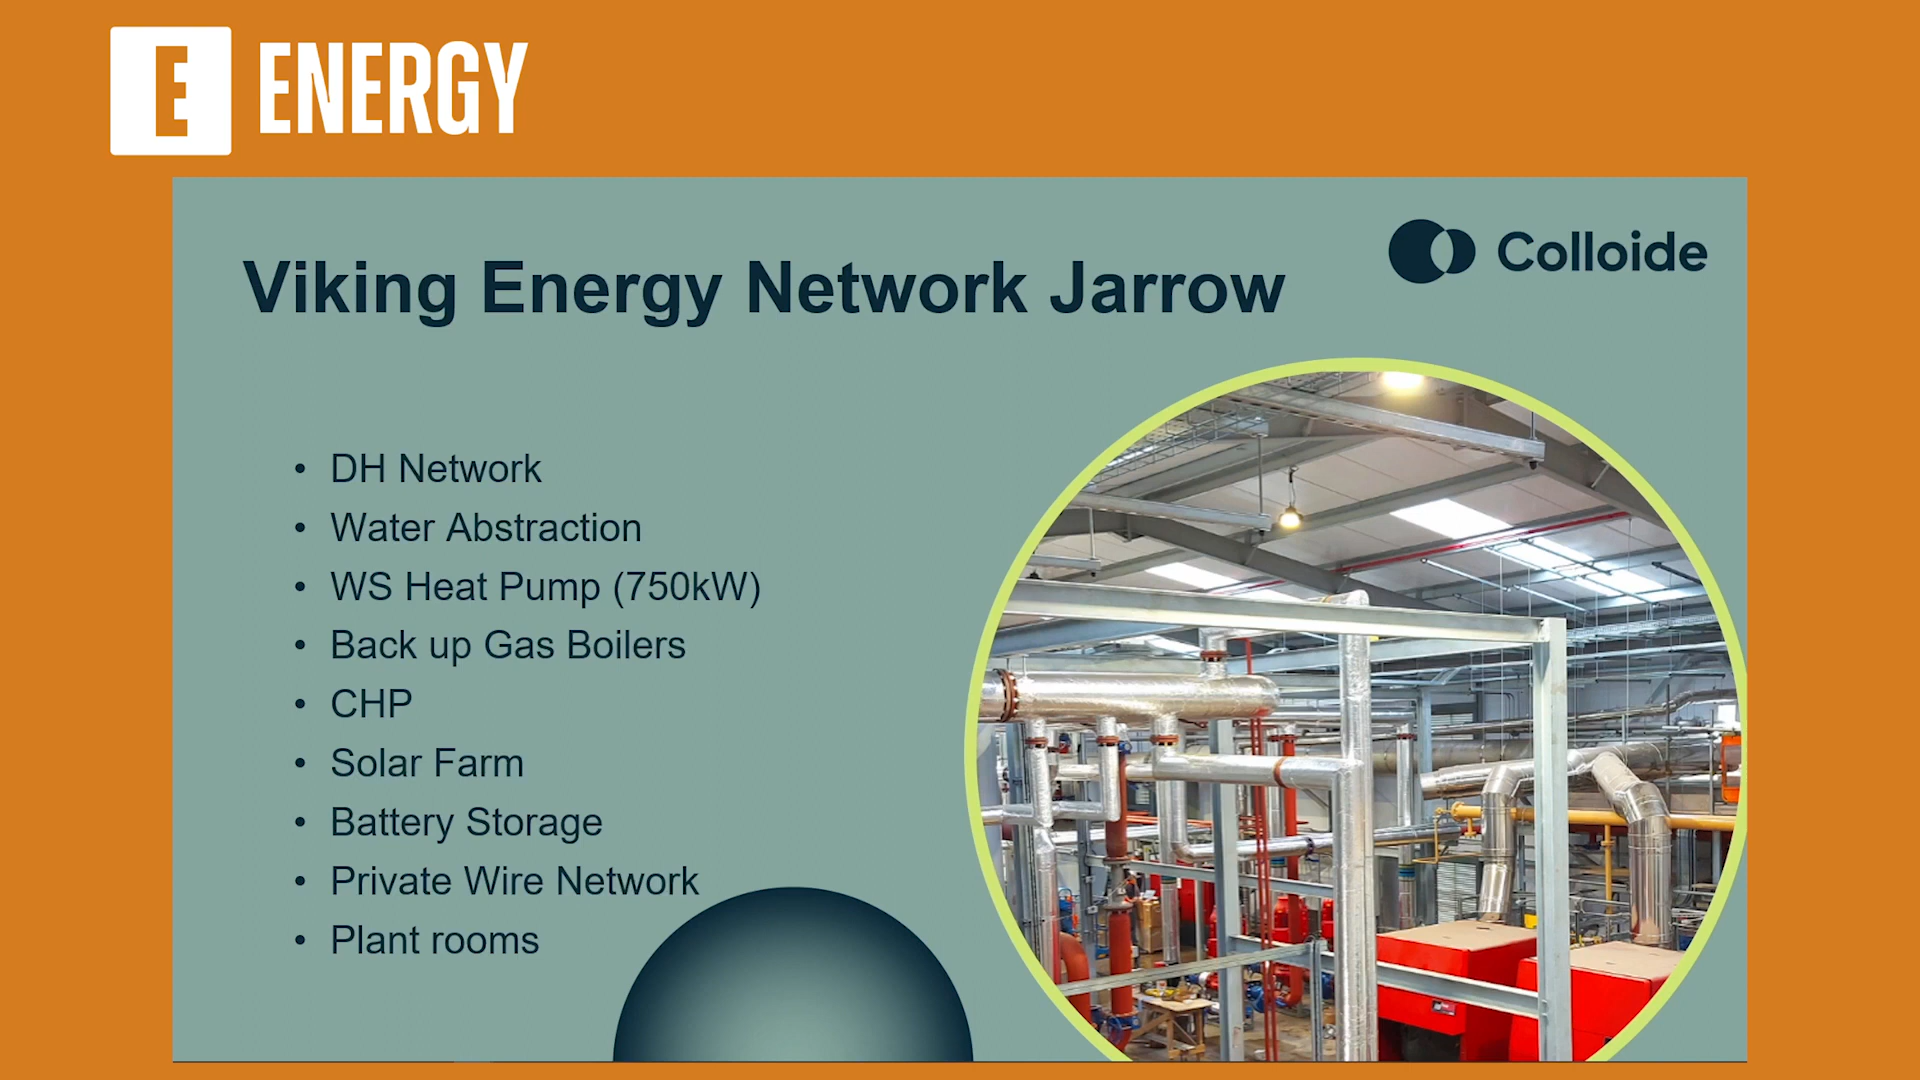 E ENERGY
Colloide
Viking Energy Network Jarrow
• DH Network
• Water Abstraction
• WS Heat Pump (750kW)
• Back up Gas Boilers
• CHP
• Solar Farm
• Battery Storage
• Private Wire Network
• Plant rooms